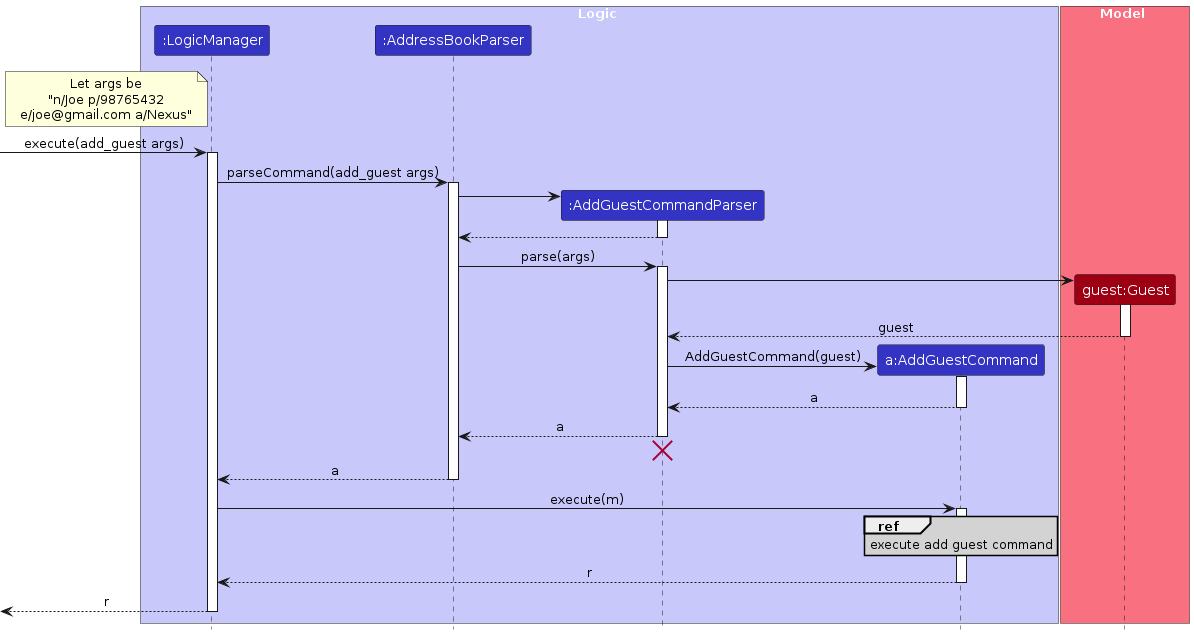 Logic
Model
:LogicManager
:AddressBookParser
Let args be
"n/Joe p/98765432
e/joe@gmail.com a/Nexus"
execute(add_guest args)
parseCommand(add_guest args)
:AddGuestCommandParser
parse(args)
guest:Guest
guest
AddGuestCommand(guest)
a:AddGuestCommand
a
a
a
execute(m)
ref
execute add guest command
r
r